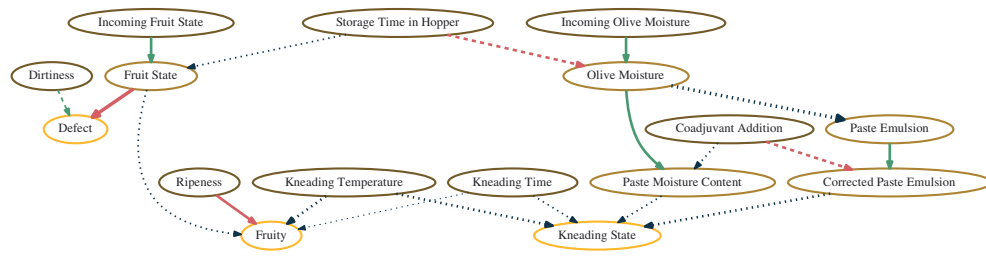 Incoming Fruit State
Storage Time in Hopper
Incoming Olive Moisture
Dirtiness
Fruit State
Olive Moisture
Defect
Coadjuvant Addition
Paste Emulsion
Ripeness
Kneading Temperature
Kneading Time
Paste Moisture Content
Corrected Paste Emulsion
Fruity
Kneading State